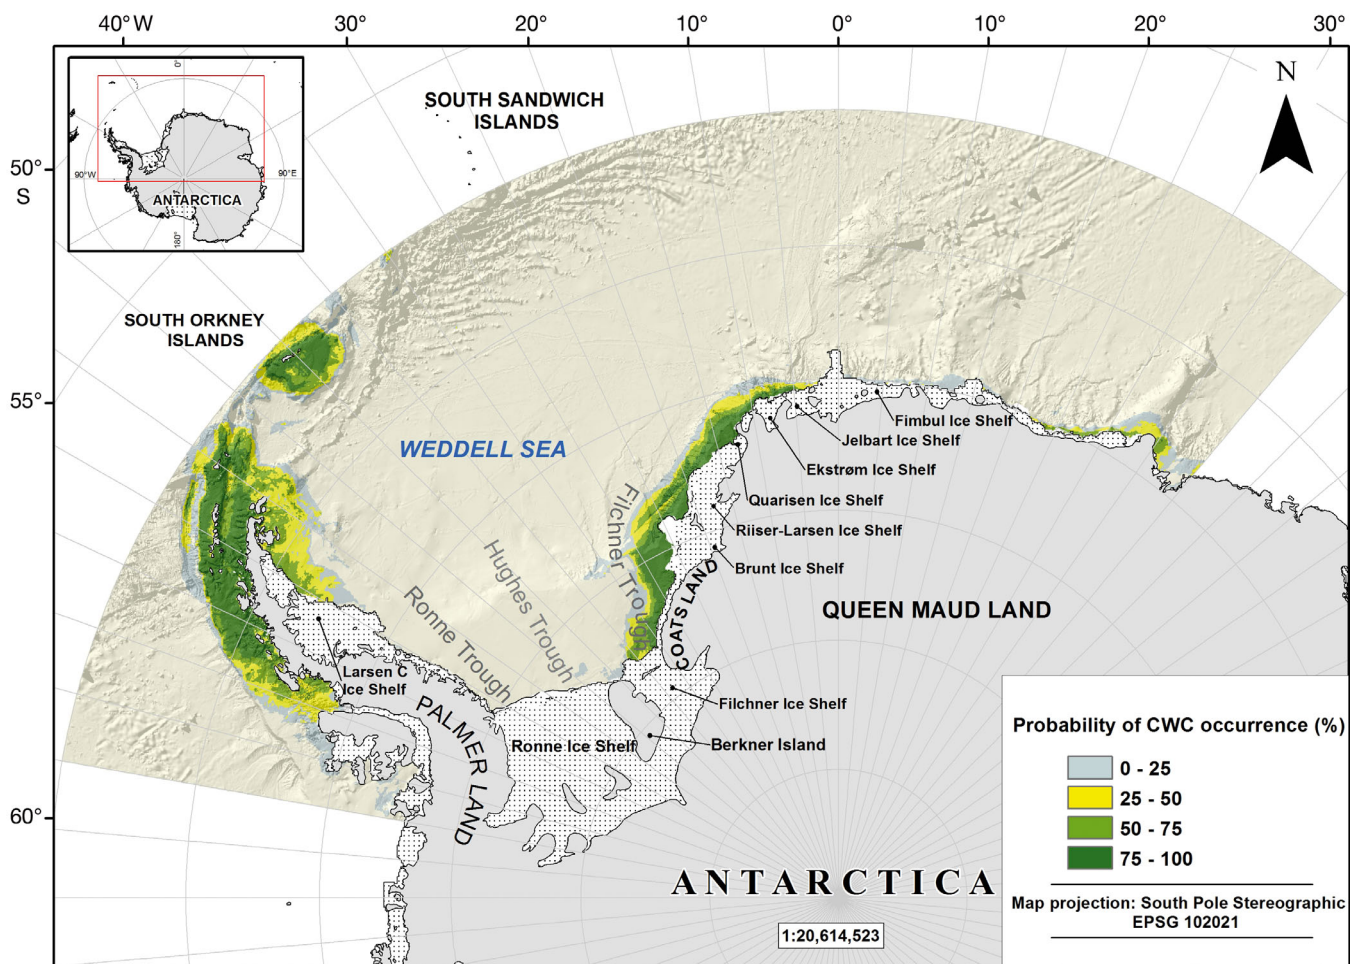 40°W 30° 20° 10° 0° 10° 20° 30°
0°
90°W
90°E
ANTARCTICA
180°
SOUTH SANDWICH
ISLANDS
N
50°
S
SOUTH ORKNEY
ISLANDS
55°
WEDDELL SEA
Fimbul Ice Shelf
Jelbart Ice Shelf
Ekstrøm Ice Shelf
Quarisen Ice Shelf
Riiser-Larsen Ice Shelf
Brunt Ice Shelf
Filchner Trough
Hughes Trough
Ronne Trough
COATS LAND
QUEEN MAUD LAND
Larsen C
Ice Shelf
PALMER LAND
Filchner Ice Shelf
Ronne Ice Shelf
Berkner Island
60°
ANTARCTICA
1:20,614,523
Probability of CWC occurrence (%)
0 - 25
25 - 50
50 - 75
75 - 100
Map projection: South Pole Stereographic
EPSG 102021